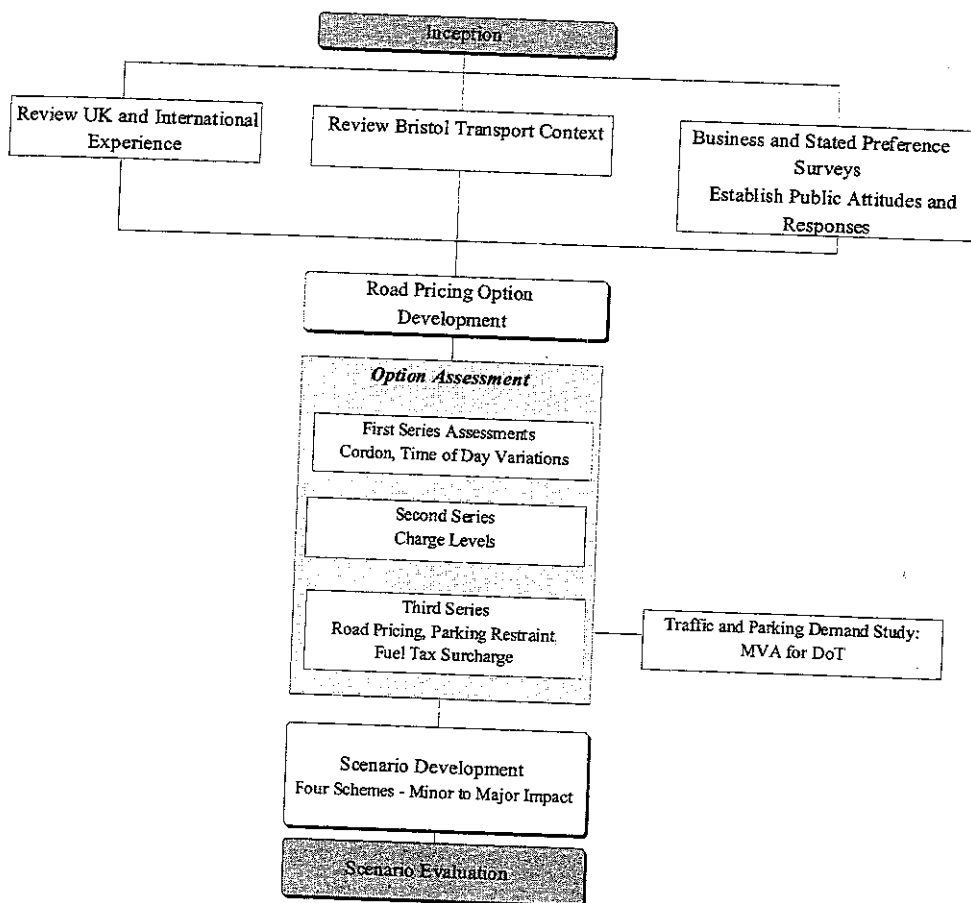 Inception
Review UK and International
Experience
Review Bristol Transport Context
Business and Stated Preference
Surveys
Establish Public Attitudes and
Responses
Road Pricing Option
Development
Option Assessment
First Series Assessments
Cordon, Time of Day Variations
Second Series
Charge Levels
Third Series
Road Pricing, Parking Restraint
Fuel Tax Surcharge
Traffic and Parking Demand Study:
MVA for DoT
Scenario Development
Four Schemes - Minor to Major Impact
Scenario Evaluation